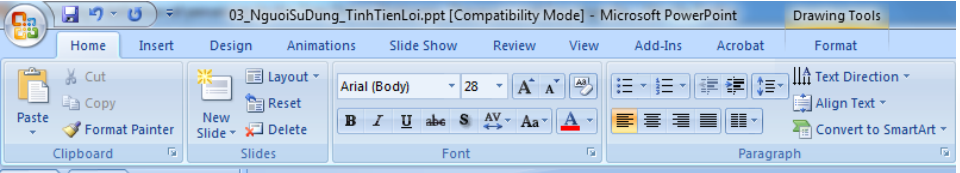 03_NguoiSuDung_TinhTienLoi.ppt [Compatibility Mode] - Microsoft PowerPoint Drawing Tools
Home Insert Design Animations Slide Show Review View Add-Ins Acrobat Format
Cut Layout Arial (Body) 28 A A Aa Text Direction
Copy Reset Align Text
Paste New Slide
Format Painter Delete B I U abc S AV Aa A Convert to SmartArt
Clipboard Slides Font Paragraph